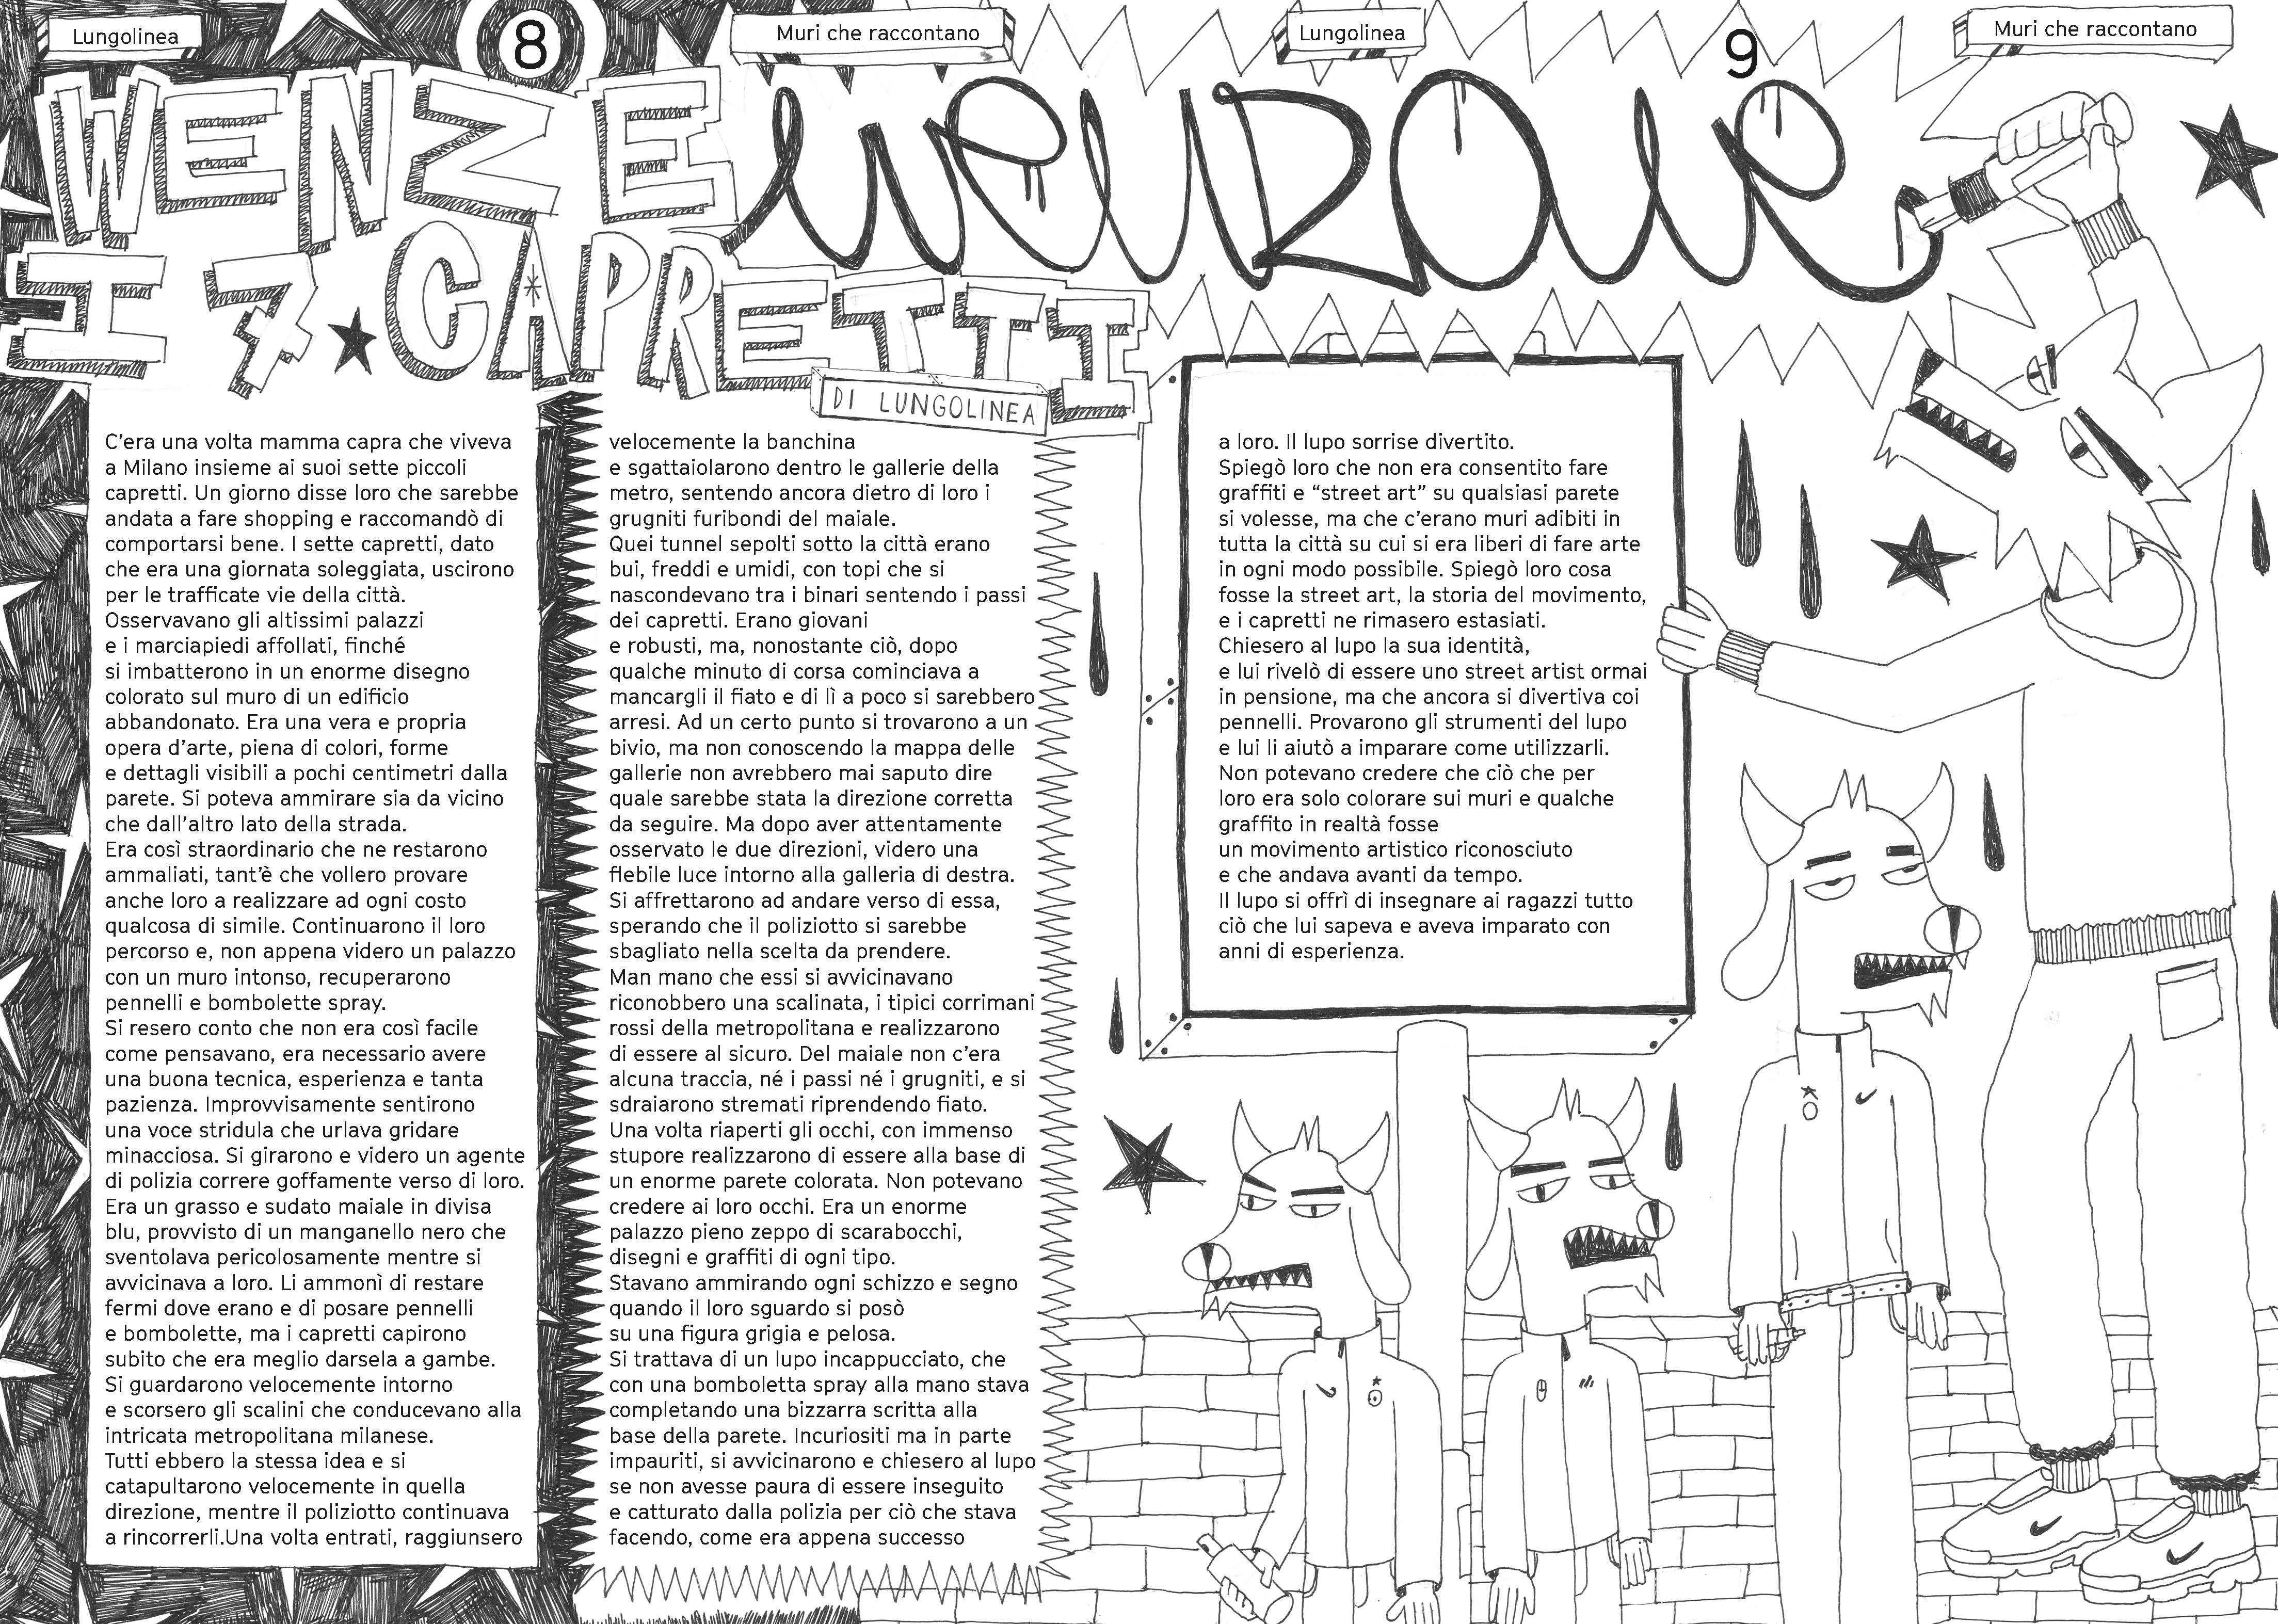 Lungolinea
8
Muri che raccontano
Lungolinea
9
Muri che raccontano
WENZ E
I 7 CAPRETTI
DI LUNGOLINEA
C'era una volta mamma capra che viveva
a Milano insieme ai suoi sette piccoli
capretti. Un giorno disse loro che sarebbe
andata a fare shopping e raccomandò di
comportarsi bene. I sette capretti, dato
che era una giornata soleggiata, uscirono
per le trafficate vie della città.
Osservavano gli altissimi palazzi
e i marciapiedi affollati, finché
si imbatterono in un enorme disegno
colorato sul muro di un edificio
abbandonato. Era una vera e propria
opera d'arte, piena di colori, forme
e dettagli visibili a pochi centimetri dalla
parete. Si poteva ammirare sia da vicino
che dall'altro lato della strada.
Era così straordinario che ne restarono
ammaliati, tant'è che vollero provare
anche loro a realizzare ad ogni costo
qualcosa di simile. Continuarono il loro
percorso e, non appena videro un palazzo
con un muro intonso, recuperarono
pennelli e bombolette spray.
Si resero conto che non era così facile
come pensavano, era necessario avere
una buona tecnica, esperienza e tanta
pazienza. Improvvisamente sentirono
una voce stridula che urlava gridare
minacciosa. Si girarono e videro un agente
di polizia correre goffamente verso di loro.
Era un grasso e sudato maiale in divisa
blu, provvisto di un manganello nero che
sventolava pericolosamente mentre si
avvicinava a loro. Li ammonì di restare
fermi dove erano e di posare pennelli
e bombolette, ma i capretti capirono
subito che era meglio darsela a gambe.
Si guardarono velocemente intorno
e scorsero gli scalini che conducevano alla
intricata metropolitana milanese.
Tutti ebbero la stessa idea e si
catapultarono velocemente in quella
direzione, mentre il poliziotto continuava
a rincorrerli.Una volta entrati, raggiunsero
velocemente la banchina
e sgattaiolarono dentro le gallerie della
metro, sentendo ancora dietro di loro i
grugniti furibondi del maiale.
Quei tunnel sepolti sotto la città erano
bui, freddi e umidi, con topi che si
nascondevano tra i binari sentendo i passi
dei capretti. Erano giovani
e robusti, ma, nonostante ciò, dopo
qualche minuto di corsa cominciava a
mancargli il fiato e di lì a poco si sarebbero
arresi. Ad un certo punto si trovarono a un
bivio, ma non conoscendo la mappa delle
gallerie non avrebbero mai saputo dire
quale sarebbe stata la direzione corretta
da seguire. Ma dopo aver attentamente
osservato le due direzioni, videro una
flebile luce intorno alla galleria di destra.
Si affrettarono ad andare verso di essa,
sperando che il poliziotto si sarebbe
sbagliato nella scelta da prendere.
Man mano che essi si avvicinavano
riconobbero una scalinata, i tipici corrimani
rossi della metropolitana e realizzarono
di essere al sicuro. Del maiale non c'era
alcuna traccia, né i passi né i grugniti, e si
sdraiarono stremati riprendendo fiato.
Una volta riaperti gli occhi, con immenso
stupore realizzarono di essere alla base di
un enorme parete colorata. Non potevano
credere ai loro occhi. Era un enorme
palazzo pieno zeppo di scarabocchi,
disegni e graffiti di ogni tipo.
Stavano ammirando ogni schizzo e segno
quando il loro sguardo si posò
su una figura grigia e pelosa.
Si trattava di un lupo incappucciato, che
con una bomboletta spray alla mano stava
completando una bizzarra scritta alla
base della parete. Incuriositi ma in parte
impauriti, si avvicinarono e chiesero al lupo
se non avesse paura di essere inseguito
e catturato dalla polizia per ciò che stava
facendo, come era appena successo
a loro. Il lupo sorrise divertito.
Spiegò loro che non era consentito fare
graffiti e “street art” su qualsiasi parete
si volesse, ma che c'erano muri adibiti in
tutta la città su cui si era liberi di fare arte
in ogni modo possibile. Spiegò loro cosa
fosse la street art, la storia del movimento,
e i capretti ne rimasero estasiati.
Chiesero al lupo la sua identità,
e lui rivelò di essere uno street artist ormai
in pensione, ma che ancora si divertiva coi
pennelli. Provarono gli strumenti del lupo
e lui li aiutò a imparare come utilizzarli.
Non potevano credere che ciò che per
loro era solo colorare sui muri e qualche
graffito in realtà fosse
un movimento artistico riconosciuto
e che andava avanti da tempo.
Il lupo si offrì di insegnare ai ragazzi tutto
ciò che lui sapeva e aveva imparato con
anni di esperienza.